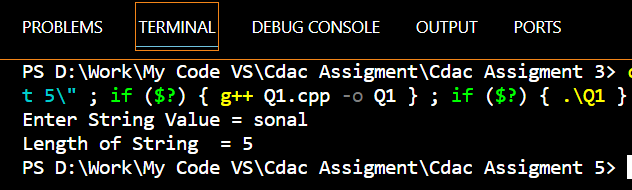 PROBLEMS TERMINAL DEBUG CONSOLE OUTPUT PORTS
PS D:\Work\My Code VS\Cdac Assigment\Cdac Assigment 3>
t 5\" ; if ($?) { g++ Q1.cpp -o Q1 } ; if ($?) { .\Q1 }
Enter String Value = sonal
Length of String  = 5
PS D:\Work\My Code VS\Cdac Assigment\Cdac Assigment 5>